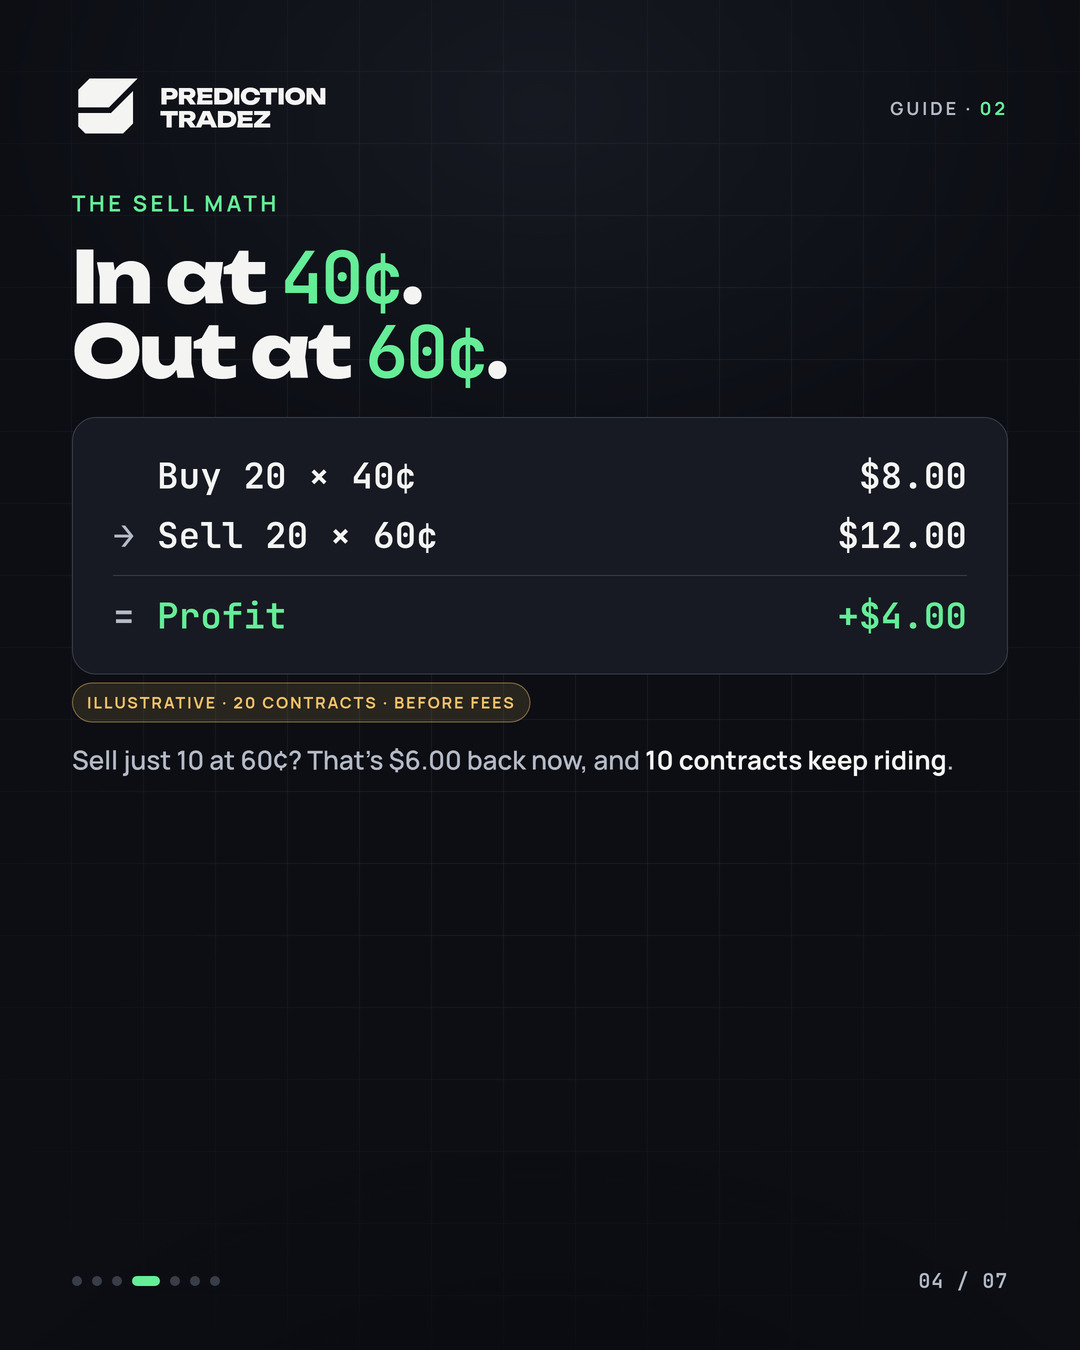 PREDICTION
TRADEZ
GUIDE · 02
THE SELL MATH
In at 40¢.
Out at 60¢.
Buy 20 × 40¢ $8.00
→ Sell 20 × 60¢ $12.00
= Profit +$4.00
ILLUSTRATIVE · 20 CONTRACTS · BEFORE FEES
Sell just 10 at 60¢? That’s $6.00 back now, and 10 contracts keep riding.
04 / 07